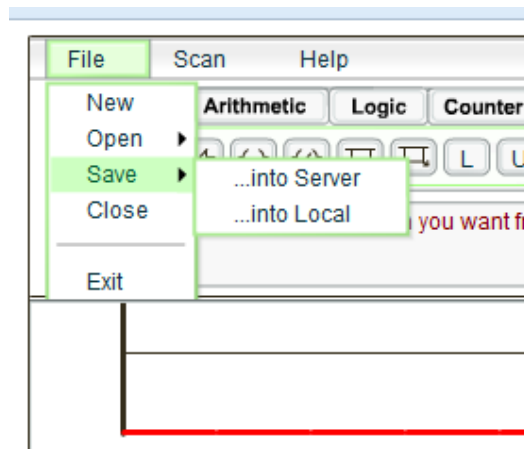 File Scan Help
New
Arithmetic Logic Counter
Open
L U
Save
...into Server
Close
...into Local
you want
Exit